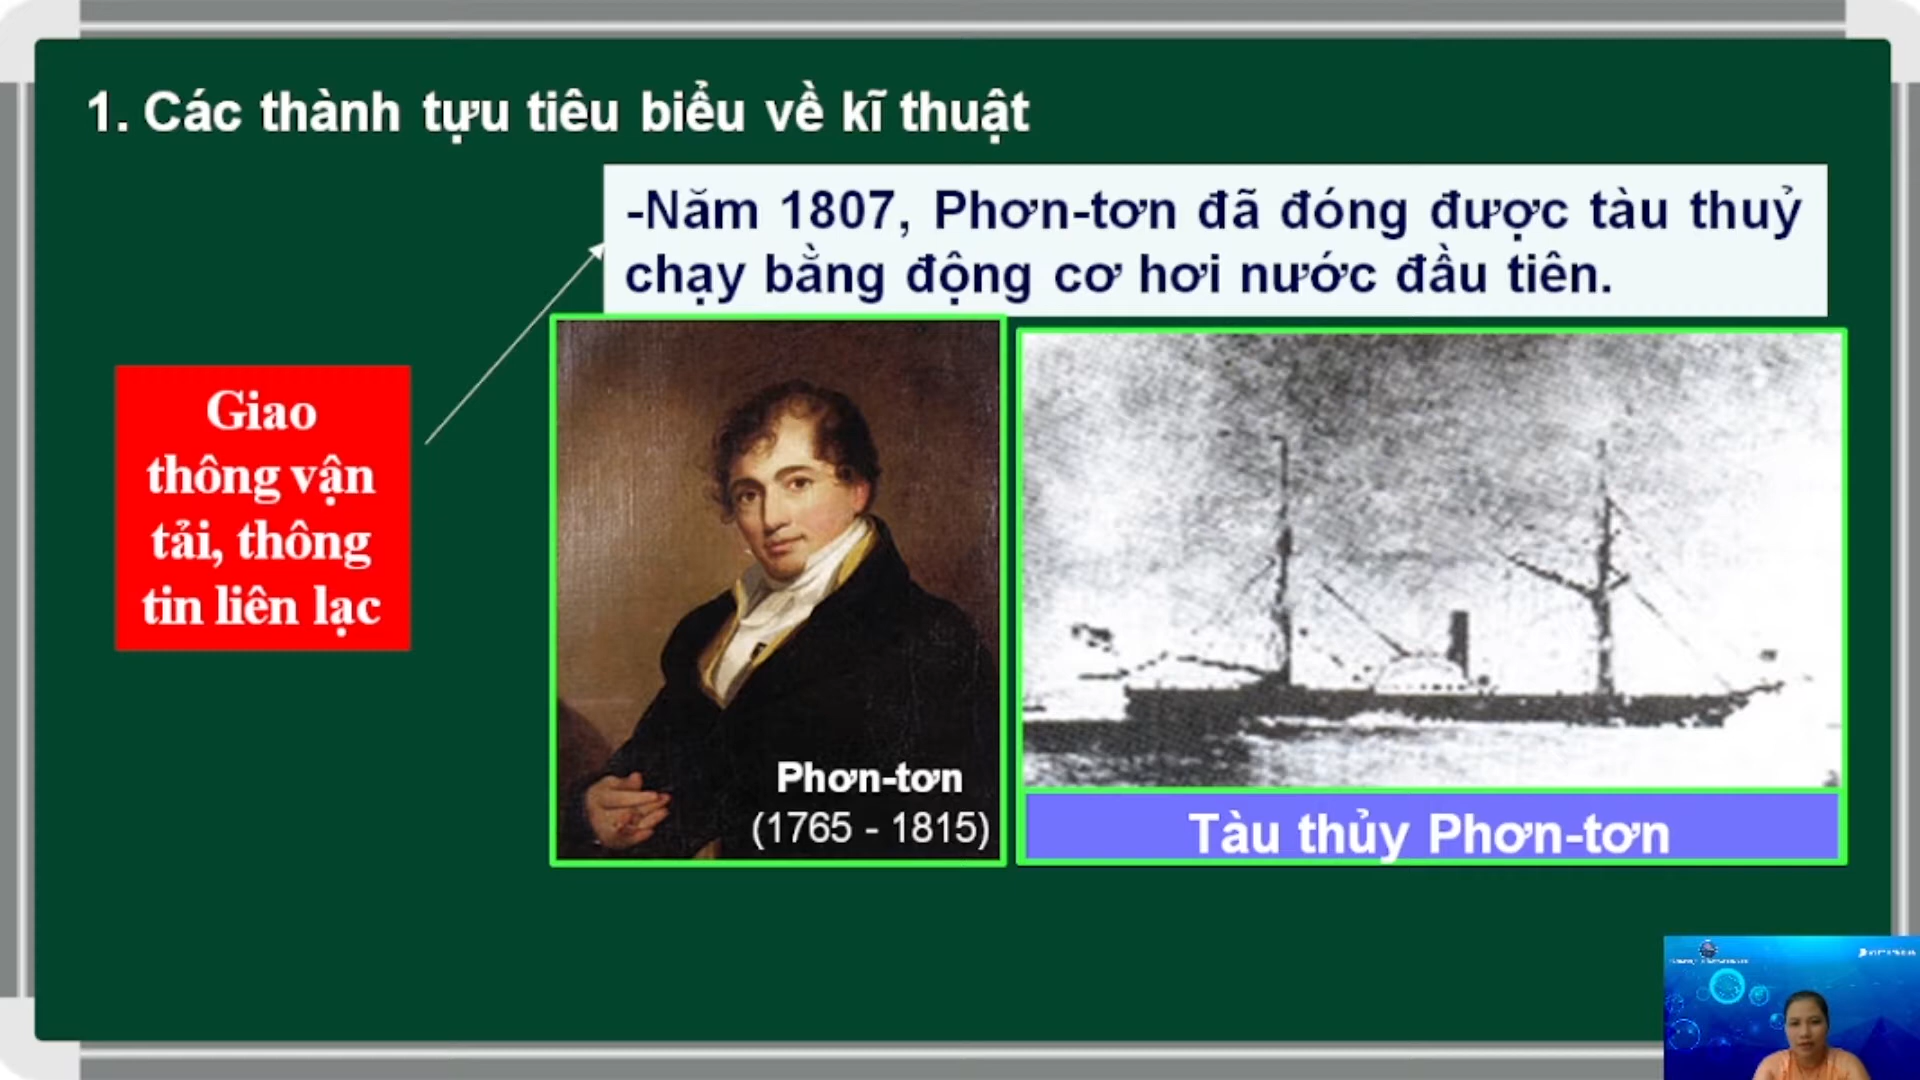 1. Các thành tựu tiêu biểu về kĩ thuật
-Năm 1807, Phơn-tơn đã đóng được tàu thuỷ
chạy bằng động cơ hơi nước đầu tiên.
Giao
thông vận
tải, thông
tin liên lạc
Phơn-tơn
(1765 - 1815)
Tàu thủy Phơn-tơn